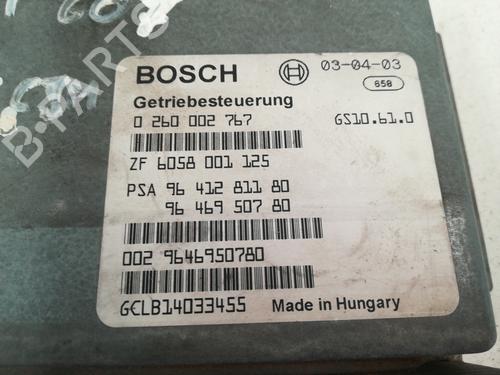 B-PARTS
BOSCH 03-04-03
658
Getriebesteuerung
0 260 002 767 GS10.61.0
ZF 6058 001 125
PSA 96 412 811 80
96 469 507 80
002 9646950780
GCLB14033455 Made in Hungary